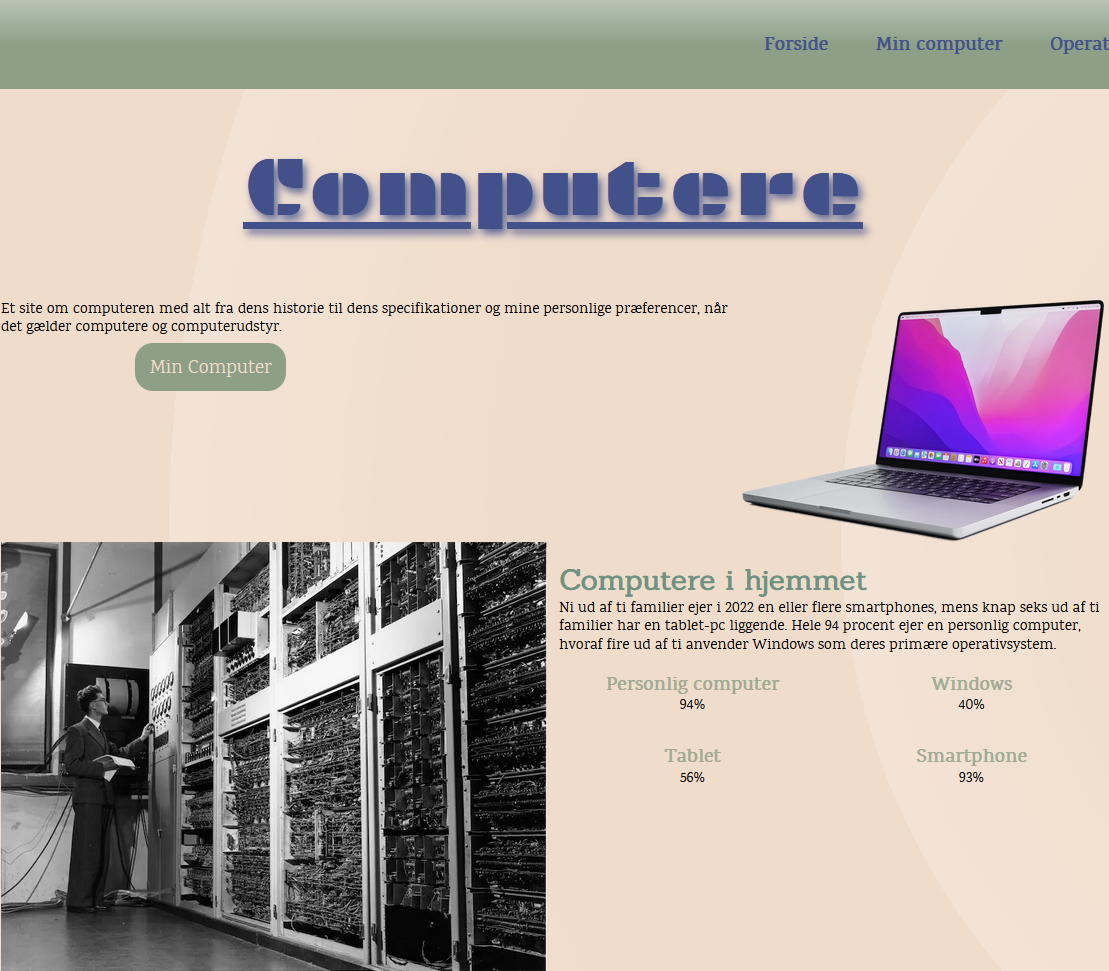 Forside Min computer Operat
Computere
Et site om computeren med alt fra dens historie til dens specifikationer og mine personlige præferencer, når
det gælder computere og computerudstyr.
Min Computer
Computere i hjemmet
Ni ud af ti familier ejer i 2022 en eller flere smartphones, mens knap seks ud af ti
familier har en tablet-pc liggende. Hele 94 procent ejer en personlig computer,
hvoraf fire ud af ti anvender Windows som deres primære operativsystem.
Personlig computer Windows
94% 40%
Tablet Smartphone
56% 93%